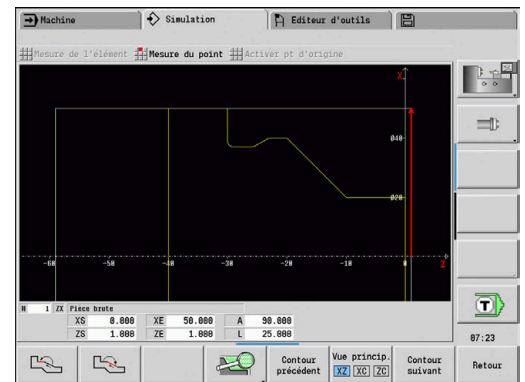 Machine Simulation Editeur d'outils
Mesure de l'élément Mesure du point Activer pt d'origine
X
Ø40
Ø20
-60 -50 -40 -30 -20 -10 0 Z
N 1 ZX Pièce brute
XS 0.000 XE 50.000 A 90.000
ZS 1.000 ZE 1.000 L 25.000
T
07:23
Contour précédent
Vue princip.
XZ XC ZC
Contour suivant
Retour